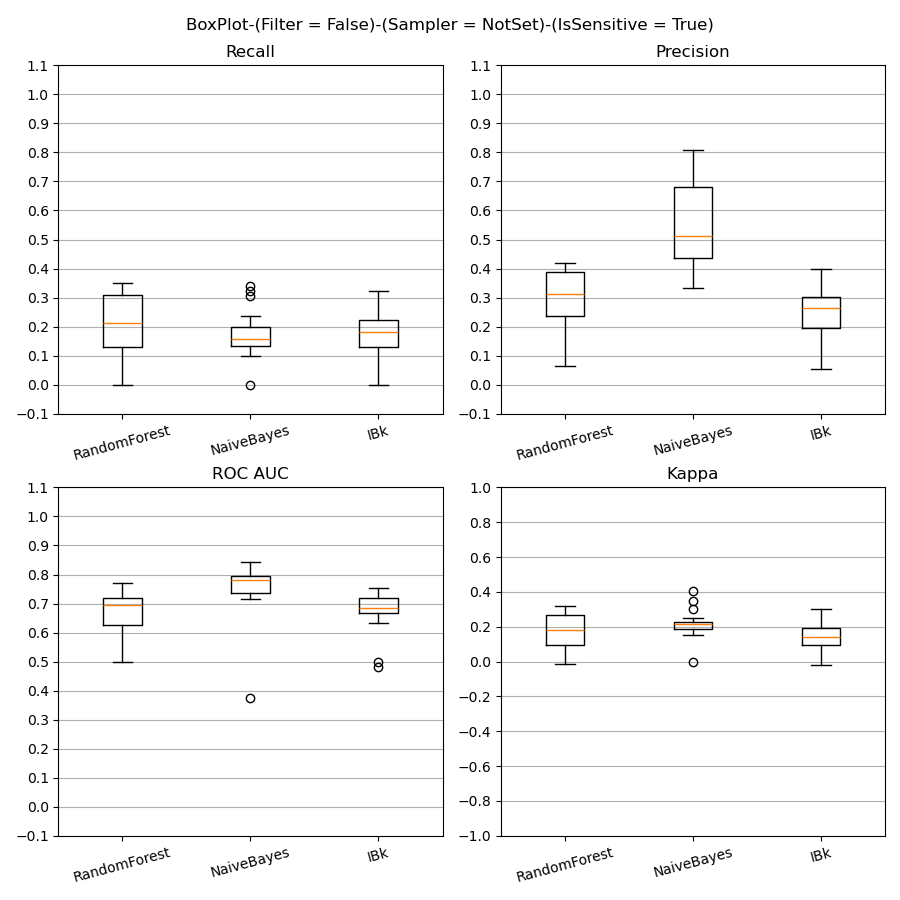 BoxPlot-(Filter = False)-(Sampler = NotSet)-(IsSensitive = True)
Recall
1.1
1.0
0.9
0.8
0.7
0.6
0.5
0.4
0.3
0.2
0.1
0.0
−0.1
RandomForest
NaiveBayes
IBk
Precision
1.1
1.0
0.9
0.8
0.7
0.6
0.5
0.4
0.3
0.2
0.1
0.0
−0.1
RandomForest
NaiveBayes
IBk
ROC AUC
1.1
1.0
0.9
0.8
0.7
0.6
0.5
0.4
0.3
0.2
0.1
0.0
−0.1
RandomForest
NaiveBayes
IBk
Kappa
1.0
0.8
0.6
0.4
0.2
0.0
−0.2
−0.4
−0.6
−0.8
−1.0
RandomForest
NaiveBayes
IBk